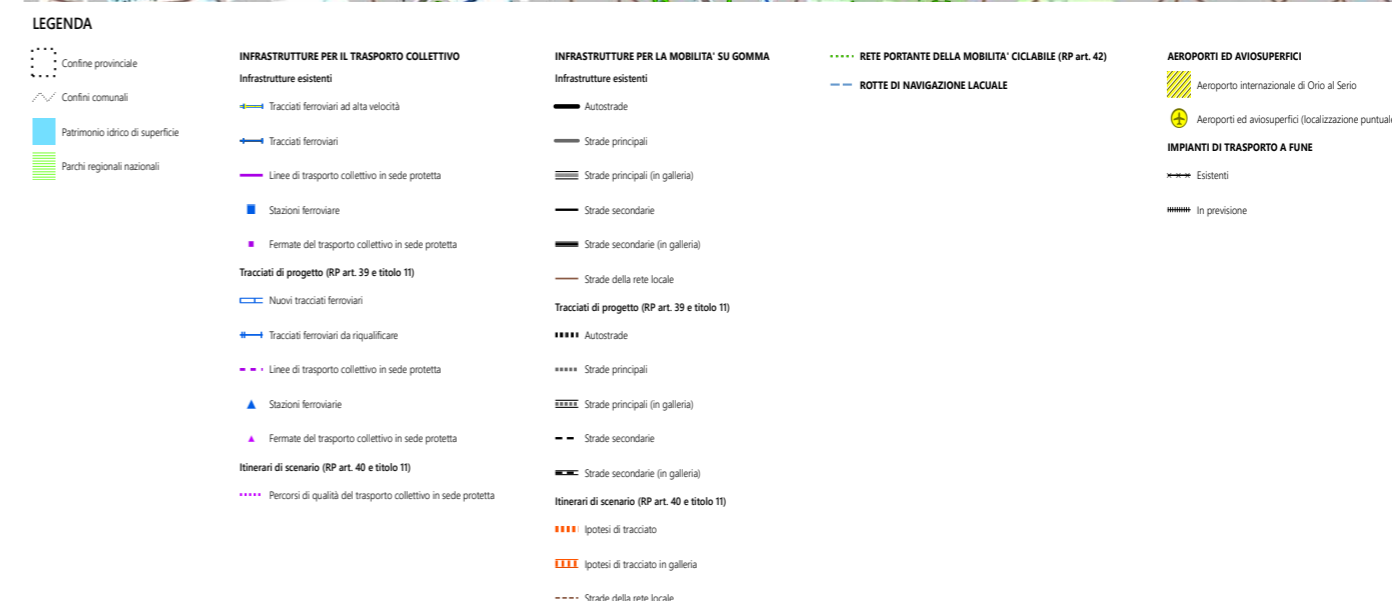 LEGENDA
Confine provinciale
Confini comunali
Patrimonio idrico di superficie
Parchi regionali nazionali
INFRASTRUTTURE PER IL TRASPORTO COLLETTIVO
Infrastrutture esistenti
Tracciati ferroviari ad alta velocità
Tracciati ferroviari
Linee di trasporto collettivo in sede protetta
Stazioni ferroviare
Fermate del trasporto collettivo in sede protetta
Tracciati di progetto (RP art. 39 e titolo 11)
Nuovi tracciati ferroviari
Tracciati ferroviari da riqualificare
Linee di trasporto collettivo in sede protetta
Stazioni ferroviarie
Fermate del trasporto collettivo in sede protetta
Itinerari di scenario (RP art. 40 e titolo 11)
Percorsi di qualità del trasporto collettivo in sede protetta
INFRASTRUTTURE PER LA MOBILITA' SU GOMMA
Infrastrutture esistenti
Autostrade
Strade principali
Strade principali (in galleria)
Strade secondarie
Strade secondarie (in galleria)
Strade della rete locale
Tracciati di progetto (RP art. 39 e titolo 11)
Autostrade
Strade principali
Strade principali (in galleria)
Strade secondarie
Strade secondarie (in galleria)
Itinerari di scenario (RP art. 40 e titolo 11)
Ipotesi di tracciato
Ipotesi di tracciato in galleria
Strade della rete locale
RETE PORTANTE DELLA MOBILITA' CICLABILE (RP art. 42)
ROTTE DI NAVIGAZIONE LACUALE
AEROPORTI ED AVIOSUPERFICI
Aeroporto internazionale di Orio al Serio
Aeroporti ed aviosuperfici (localizzazione puntuale
IMPIANTI DI TRASPORTO A FUNE
Esistenti
In previsione